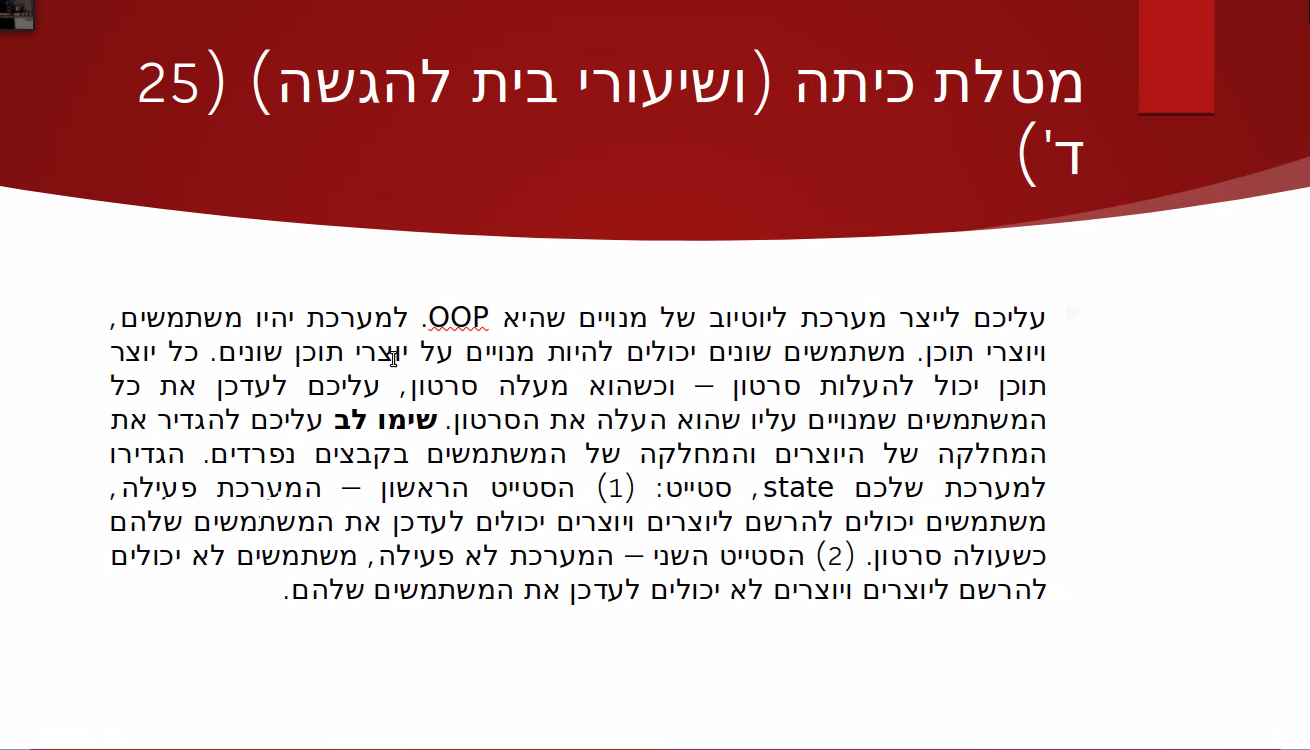 מטלת כיתה (ושיעורי בית להגשה) (25
ד')
עליכם לייצר מערכת ליוטיוב של מנויים שהיא OOP. למערכת יהיו משתמשים,
ויוצרי תוכן. משתמשים שונים יכולים להיות מנויים על יוצרי תוכן שונים. כל יוצר
תוכן יכול להעלות סרטון – וכשהוא מעלה סרטון, עליכם לעדכן את כל
המשתמשים שמנויים עליו שהוא העלה את הסרטון. שימו לב עליכם להגדיר את
המחלקה של היוצרים והמחלקה של המשתמשים בקבצים נפרדים. הגדירו
למערכת שלכם state, סטייט: (1) הסטייט הראשון – המערכת פעילה,
משתמשים יכולים להרשם ליוצרים ויוצרים יכולים לעדכן את המשתמשים שלהם
כשעולה סרטון. (2) הסטייט השני – המערכת לא פעילה, משתמשים לא יכולים
להרשם ליוצרים ויוצרים לא יכולים לעדכן את המשתמשים שלהם.